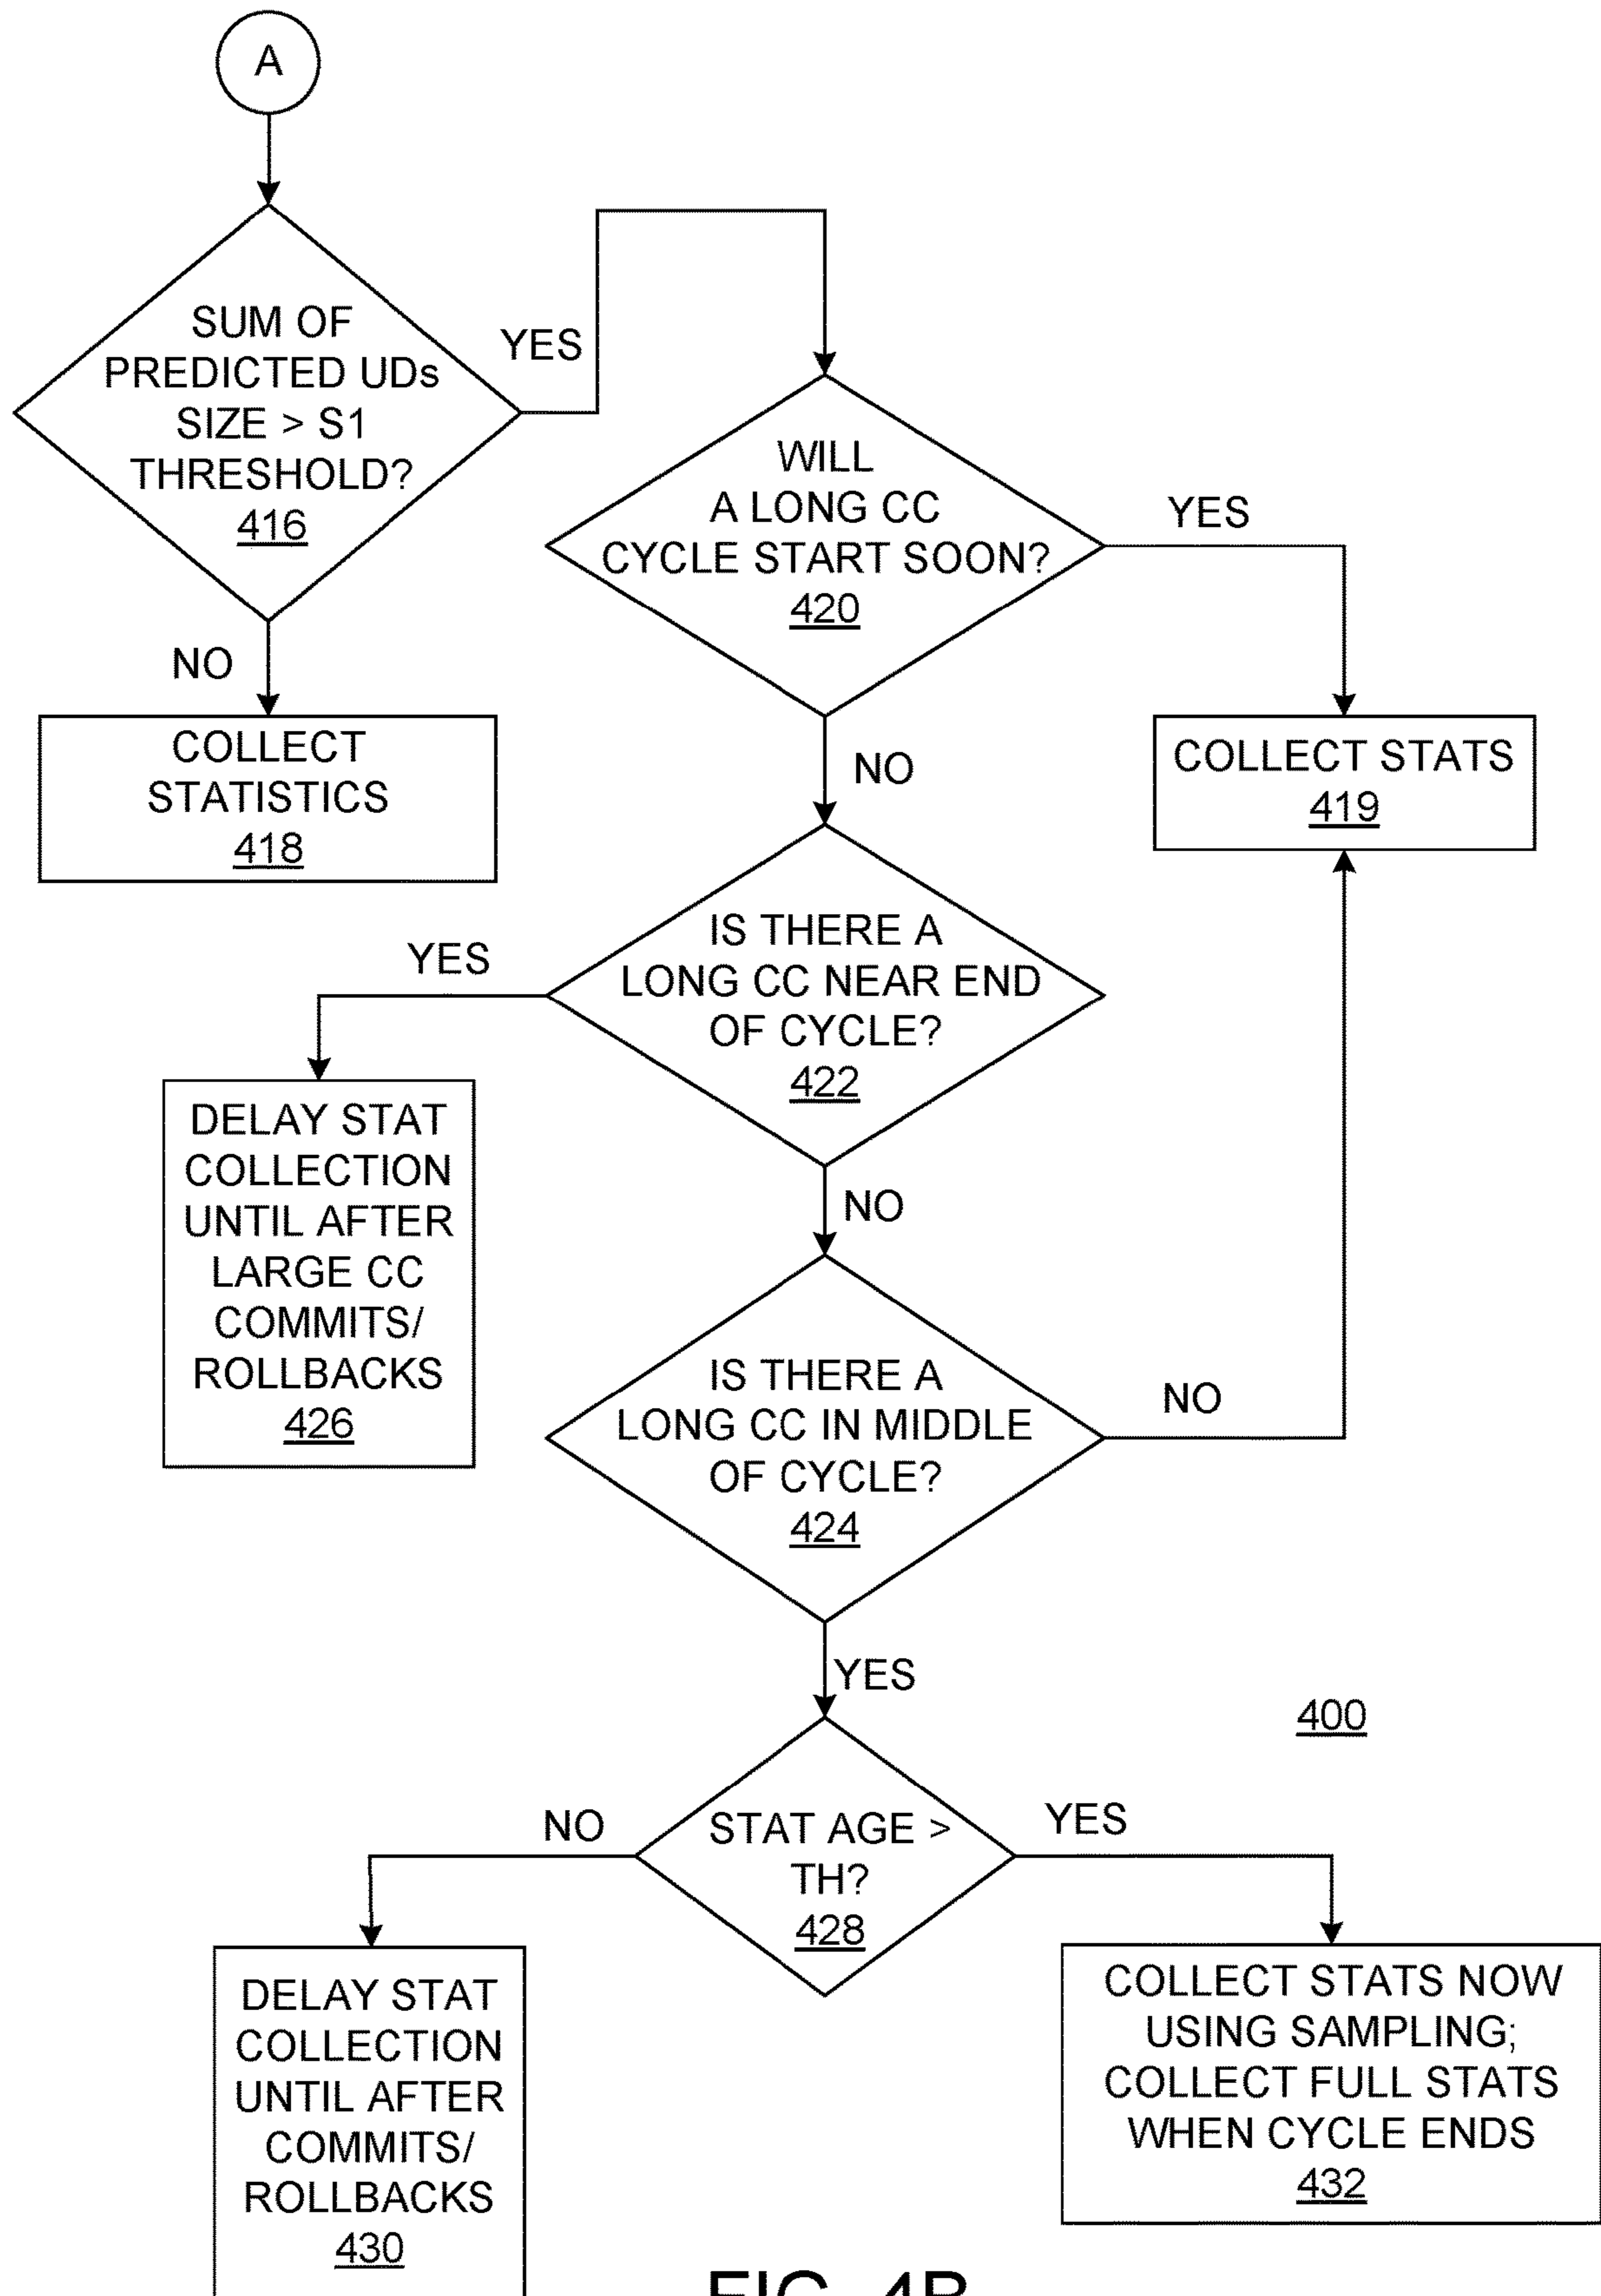 A
SUM OF
PREDICTED UDs
SIZE > S1
THRESHOLD?
416
YES
NO
COLLECT
STATISTICS
418
WILL
A LONG CC
CYCLE START SOON?
420
YES
NO
COLLECT STATS
419
IS THERE A
LONG CC NEAR END
OF CYCLE?
422
YES
NO
DELAY STAT
COLLECTION
UNTIL AFTER
LARGE CC
COMMITS/
ROLLBACKS
426
IS THERE A
LONG CC IN MIDDLE
OF CYCLE?
424
NO
YES
400
STAT AGE >
TH?
428
NO
YES
DELAY STAT
COLLECTION
UNTIL AFTER
COMMITS/
ROLLBACKS
430
COLLECT STATS NOW
USING SAMPLING;
COLLECT FULL STATS
WHEN CYCLE ENDS
432
FIG. 4B